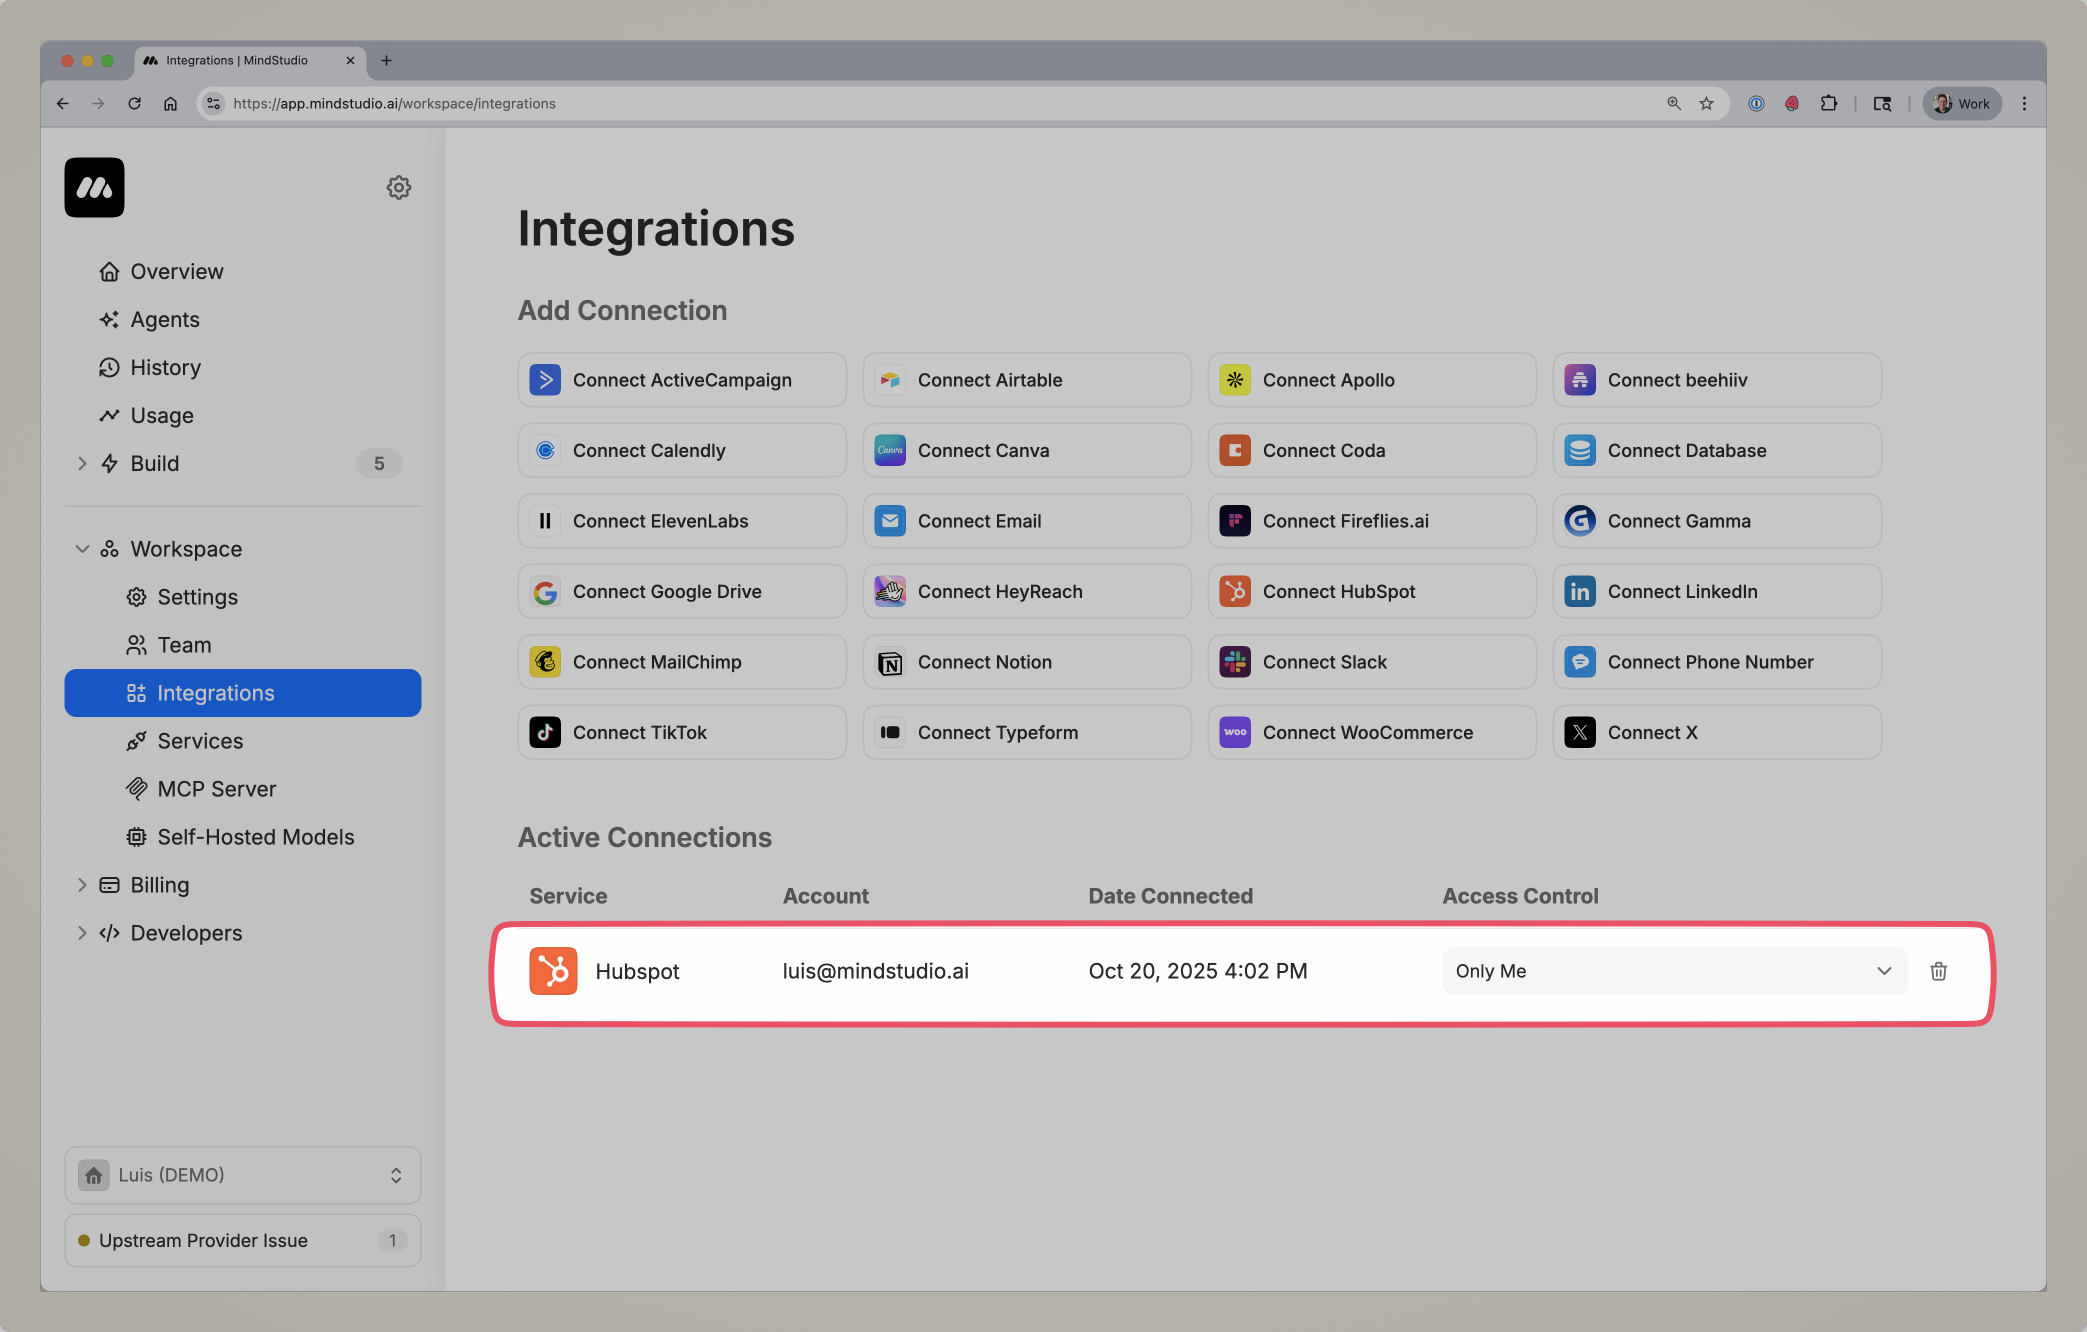 Integrations | MindStudio
https://app.mindstudio.ai/workspace/integrations
Work
Overview
Agents
History
Usage
Build
5
Workspace
Settings
Team
Integrations
Services
MCP Server
Self-Hosted Models
Billing
Developers
Luis (DEMO)
Upstream Provider Issue
1
Integrations
Add Connection
Connect ActiveCampaign
Connect Airtable
Connect Apollo
Connect beehiiv
Connect Calendly
Canva
Connect Canva
Connect Coda
Connect Database
Connect ElevenLabs
Connect Email
Connect Fireflies.ai
Connect Gamma
Connect Google Drive
Connect HeyReach
Connect HubSpot
in
Connect LinkedIn
Connect MailChimp
Connect Notion
Connect Slack
Connect Phone Number
Connect TikTok
Connect Typeform
woo
Connect WooCommerce
Connect X
Active Connections
Service Account Date Connected Access Control
Hubspot luis@mindstudio.ai Oct 20, 2025 4:02 PM Only Me